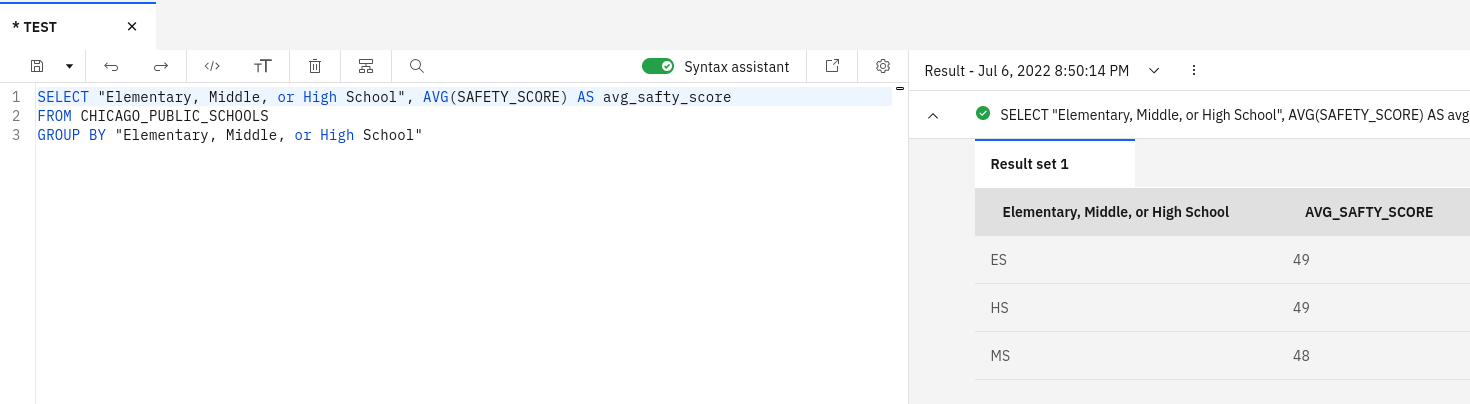 * TEST
Syntax assistant
1 SELECT "Elementary, Middle, or High School", AVG(SAFETY_SCORE) AS avg_safty_score
2 FROM CHICAGO_PUBLIC_SCHOOLS
3 GROUP BY "Elementary, Middle, or High School"
Result - Jul 6, 2022 8:50:14 PM
SELECT "Elementary, Middle, or High School", AVG(SAFETY_SCORE) AS avg
Result set 1
Elementary, Middle, or High School AVG_SAFTY_SCORE
ES 49
HS 49
MS 48